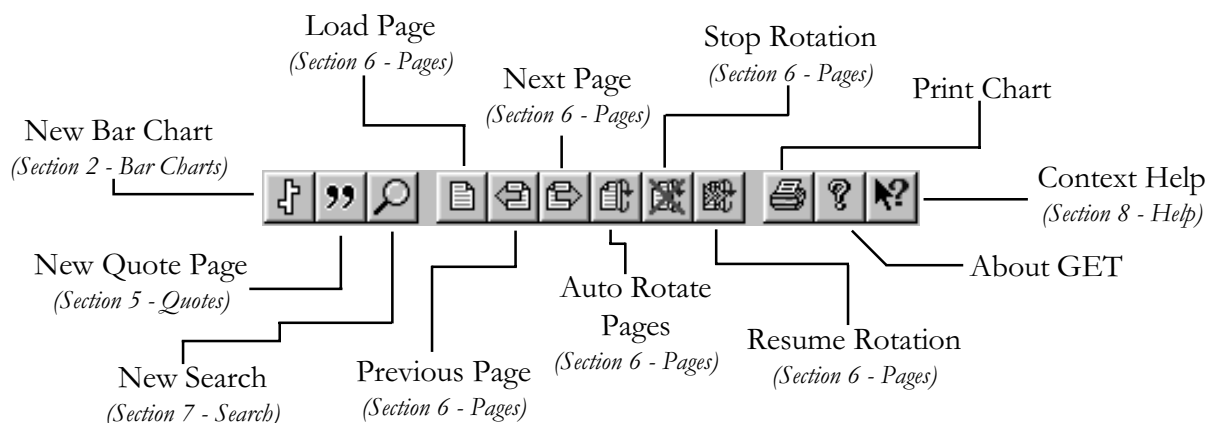 Load Page
(Section 6 - Pages)
Stop Rotation
(Section 6 - Pages)
Next Page
(Section 6 - Pages)
Print Chart
New Bar Chart
(Section 2 - Bar Charts)
Context Help
(Section 8 - Help)
New Quote Page
(Section 5 - Quotes)
About GET
Auto Rotate
Pages
(Section 6 - Pages)
Resume Rotation
(Section 6 - Pages)
New Search
(Section 7 - Search)
Previous Page
(Section 6 - Pages)